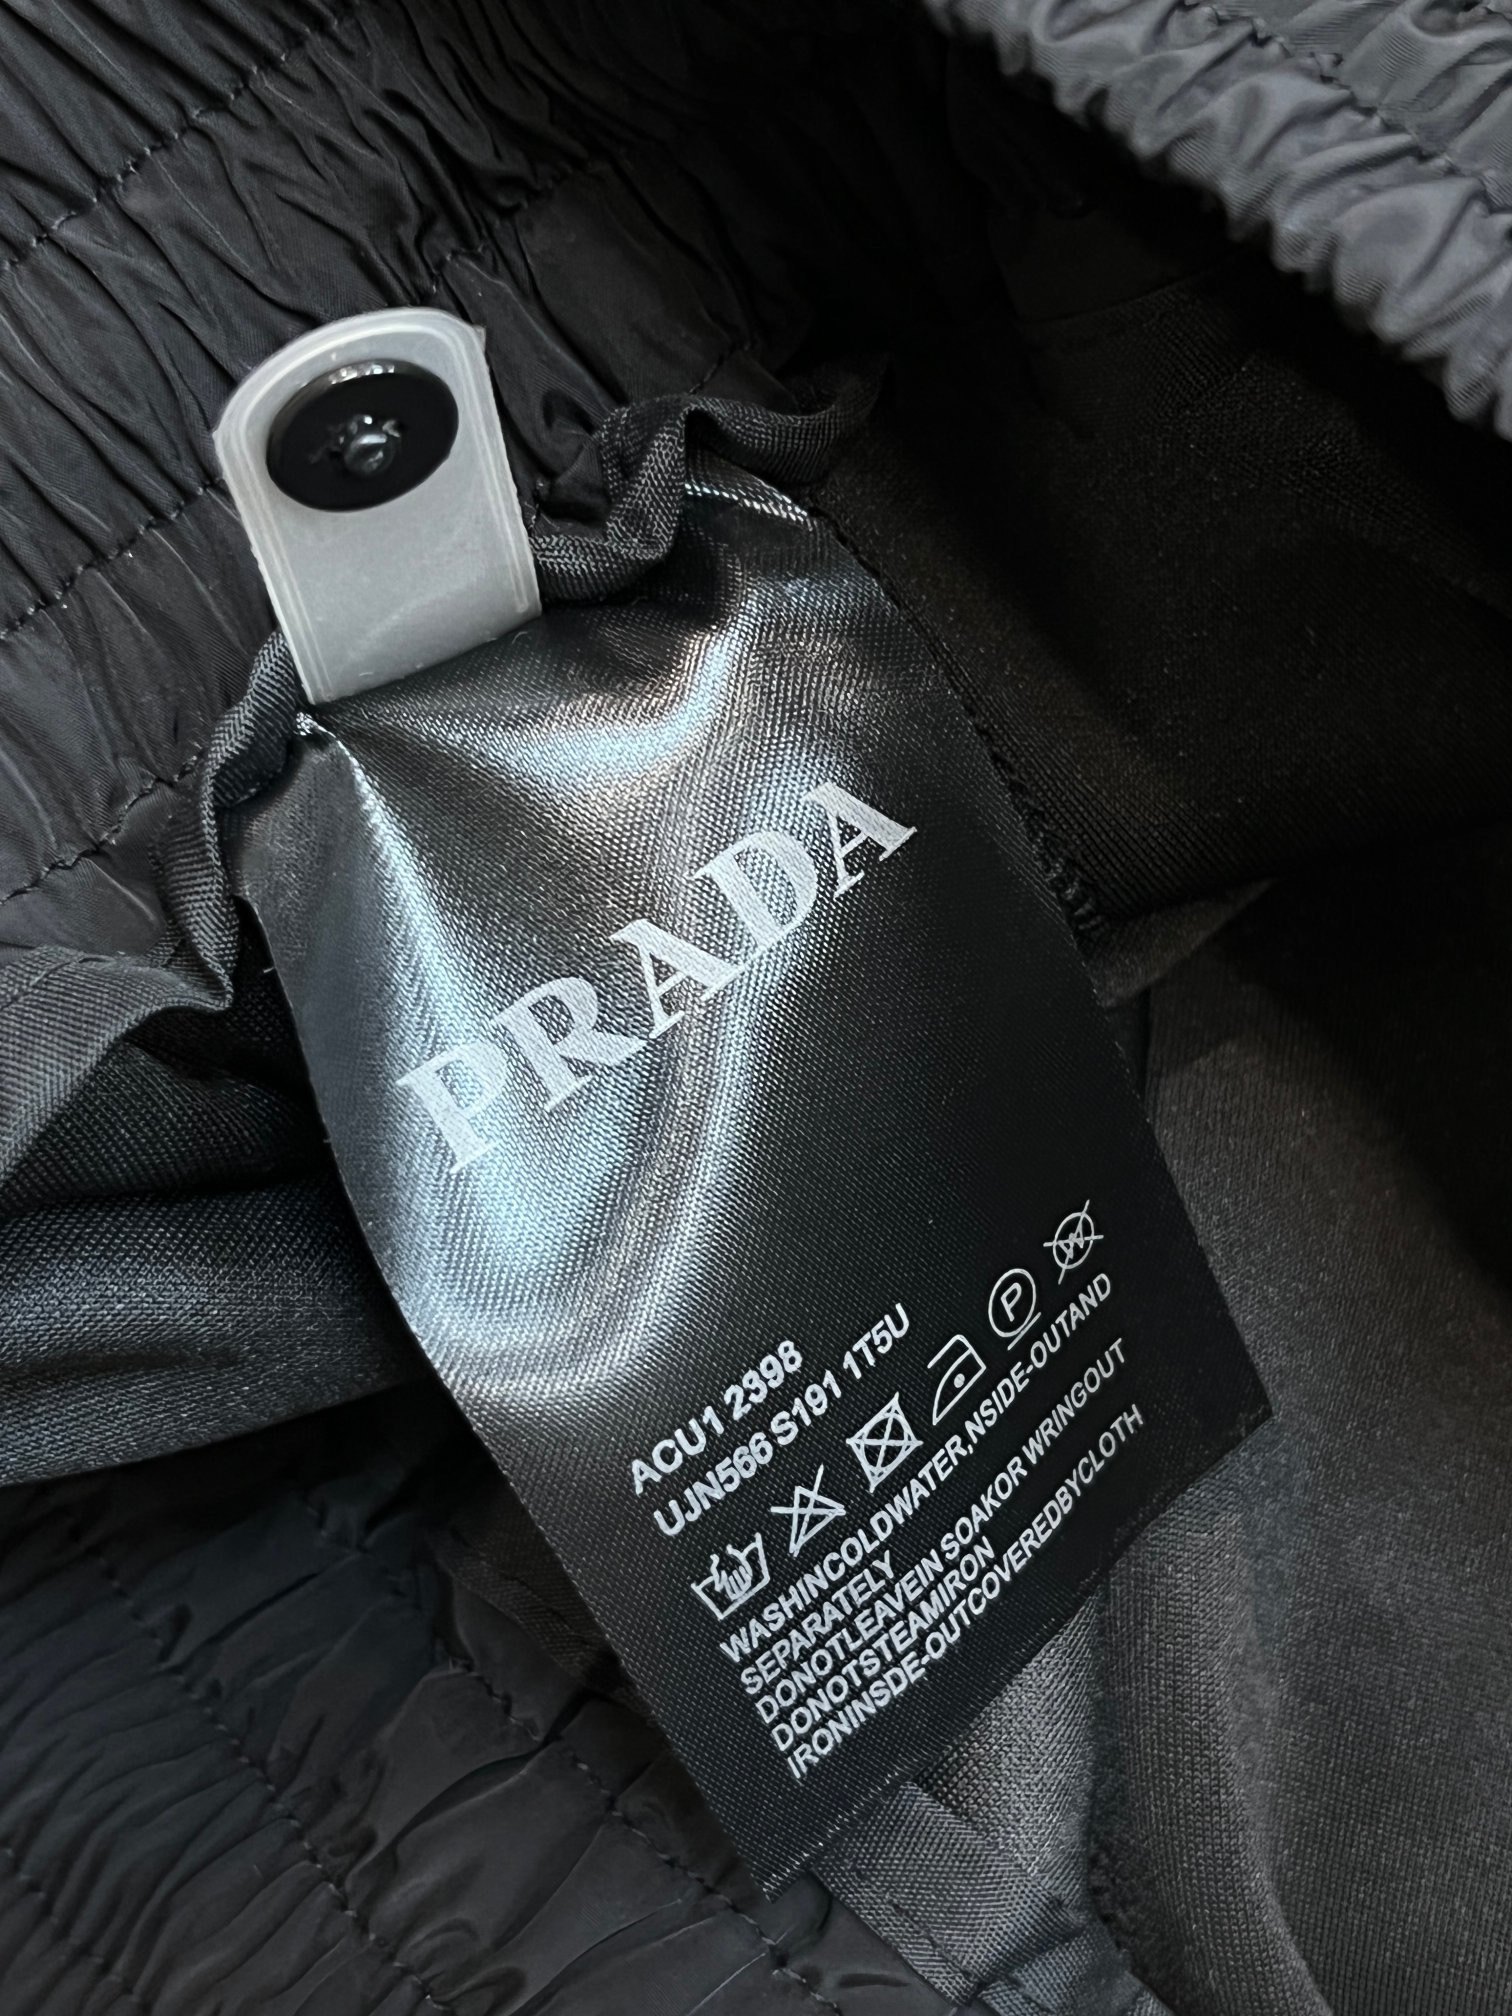 PRADA
ACU1 2398
UJN566 S191 1T5U
P W
WASHINCOLDWATER,NSIDE-OUTAND
SEPARATELY
DONOTLEAVEIN SOAKOR WRINGOUT
DONOTSTEAMIRON
IRONINSDE-OUTCOVEREDBYCLOTH